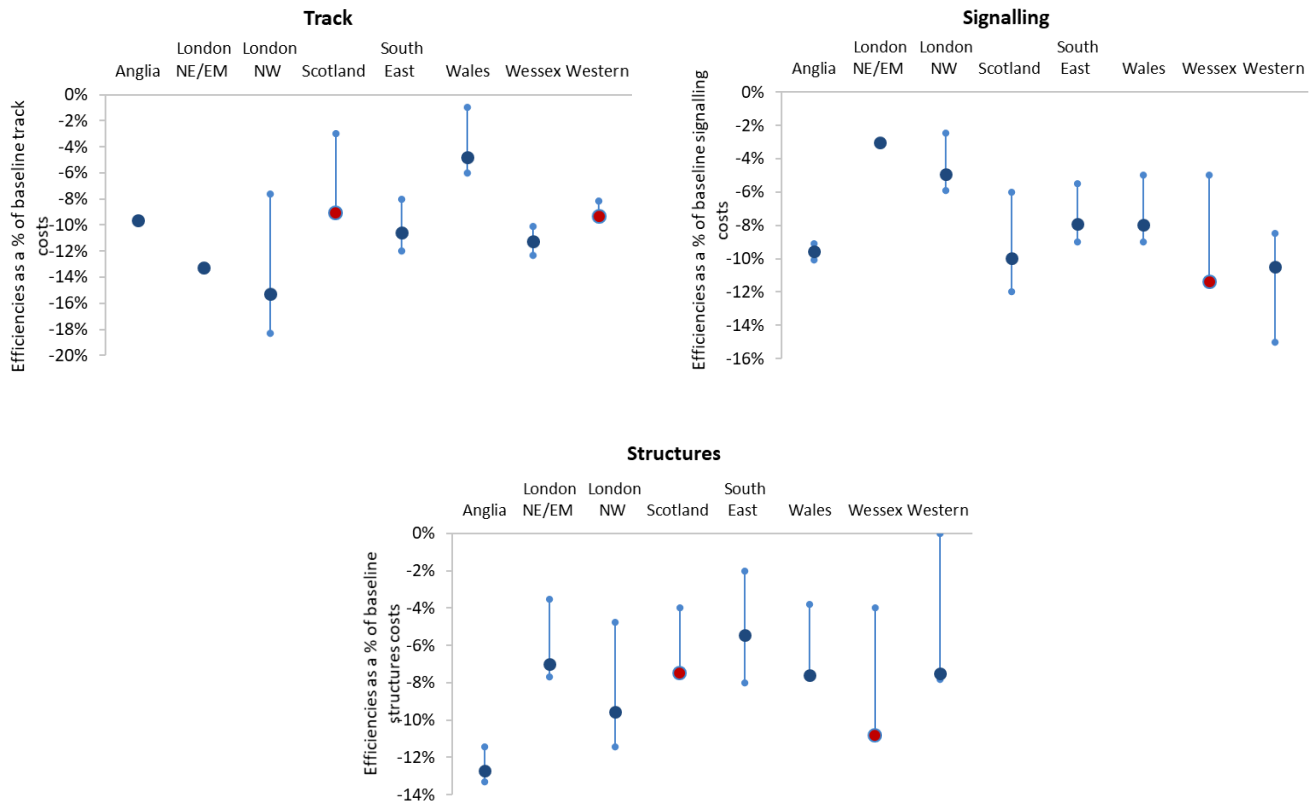 Track
Anglia
London
NE/EM
London
NW
Scotland
South
East
Wales
Wessex
Western
0%
-2%
-4%
-6%
-8%
-10%
-12%
-14%
-16%
-18%
-20%
Efficiencies as a % of baseline track
costs
Signalling
Anglia
London
NE/EM
London
NW
Scotland
South
East
Wales
Wessex
Western
0%
-2%
-4%
-6%
-8%
-10%
-12%
-14%
-16%
Efficiencies as a % of baseline signalling
costs
Structures
Anglia
London
NE/EM
London
NW
Scotland
South
East
Wales
Wessex
Western
0%
-2%
-4%
-6%
-8%
-10%
-12%
-14%
Efficiencies as a % of baseline
structures costs